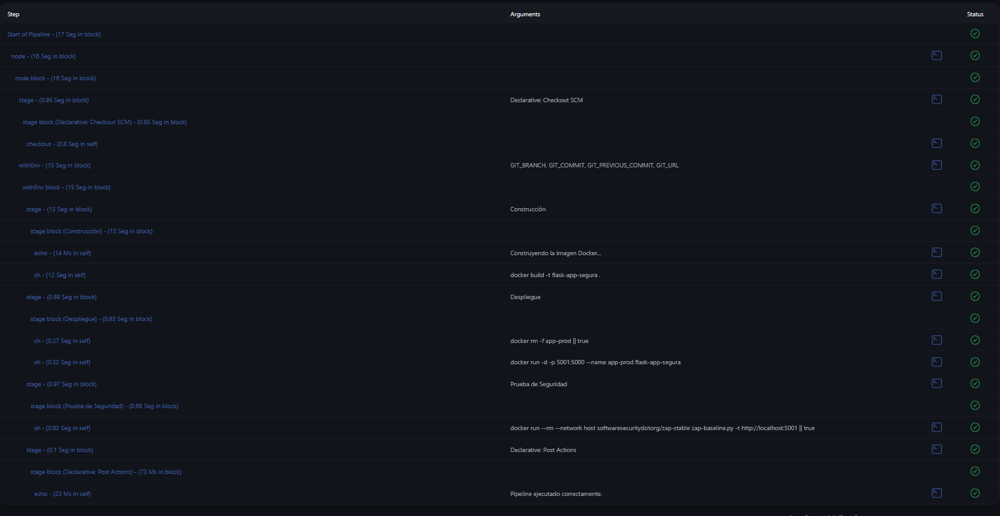 Step Arguments Status
Start of Pipeline - (17 Seg in block)
node - (16 Seg in block)
node block - (16 Seg in block)
stage - (0.95 Seg in block) Declarative: Checkout SCM
stage block (Declarative: Checkout SCM) - (0.85 Seg in block)
checkout - (0.8 Seg in self)
withEnv - (15 Seg in block) GIT_BRANCH, GIT_COMMIT, GIT_PREVIOUS_COMMIT, GIT_URL
withEnv block - (15 Seg in block)
stage - (13 Seg in block) Construcción
stage block (Construcción) - (13 Seg in block)
echo - (14 Ms in self) Construyendo la imagen Docker...
sh - (12 Seg in self) docker build -t flask-app-segura .
stage - (0.89 Seg in block) Despliegue
stage block (Despliegue) - (0.83 Seg in block)
sh - (0.27 Seg in self) docker rm -f app-prod || true
sh - (0.52 Seg in self) docker run -d -p 5001:5000 --name app-prod flask-app-segura
stage - (0.97 Seg in block) Prueba de Seguridad
stage block (Prueba de Seguridad) - (0.86 Seg in block)
sh - (0.82 Seg in self) docker run --rm --network host softwaresecuritydotorg/zap-stable zap-baseline.py -t http://localhost:5001 || true
stage - (0.1 Seg in block) Declarative: Post Actions
stage block (Declarative: Post Actions) - (73 Ms in block)
echo - (23 Ms in self) Pipeline ejecutado correctamente.